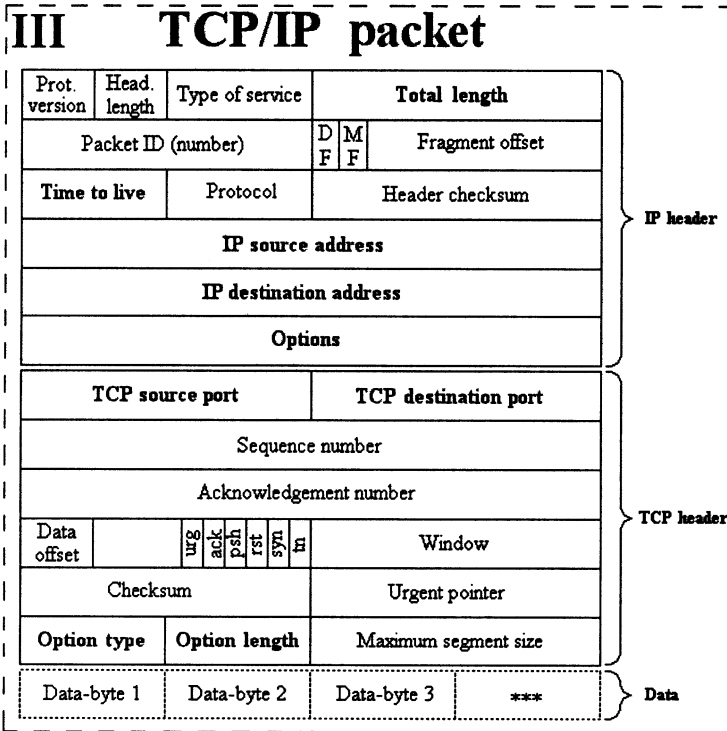 III TCP/IP packet
Prot. version Head. length Type of service Total length
Packet ID (number) D F M F Fragment offset
Time to live Protocol Header checksum
IP header
IP source address
IP destination address
Options
TCP source port TCP destination port
Sequence number
Acknowledgement number
TCP header
Data offset urg ack psh rst syn tn Window
Checksum Urgent pointer
Option type Option length Maximum segment size
Data-byte 1 Data-byte 2 Data-byte 3 ***
Data